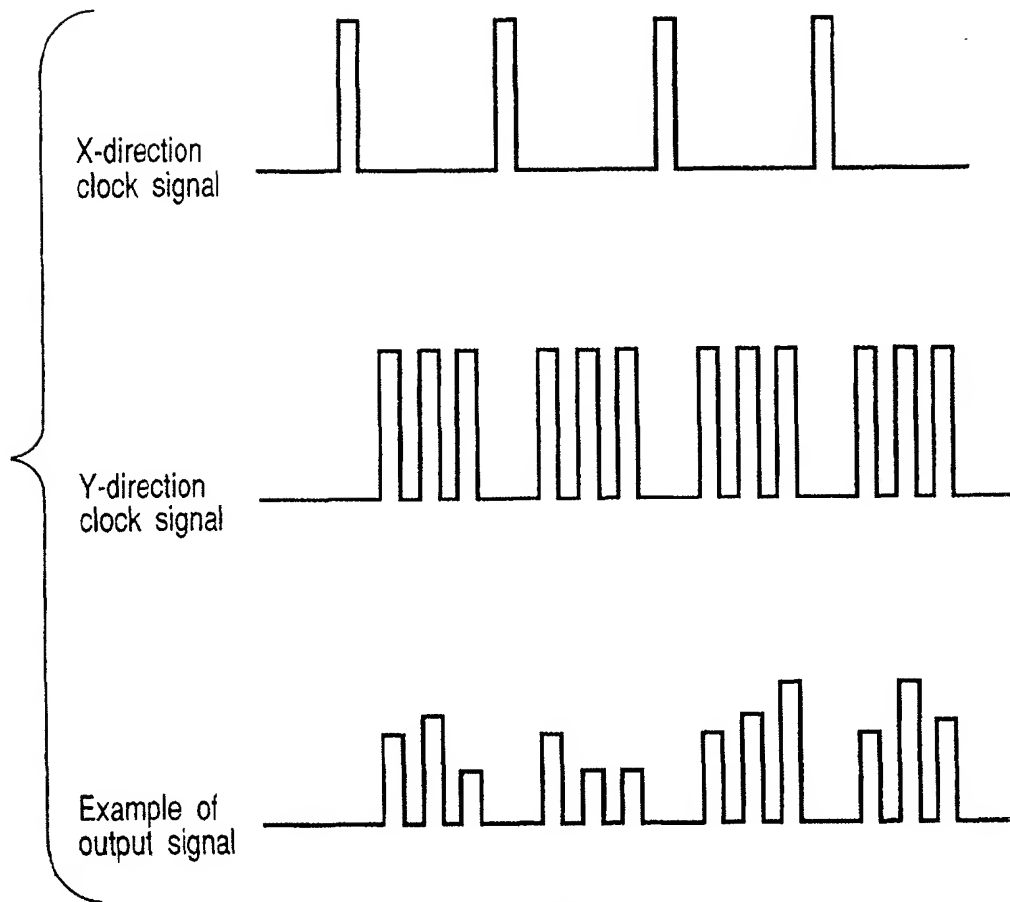 X-direction
clock signal
Y-direction
clock signal
Example of
output signal